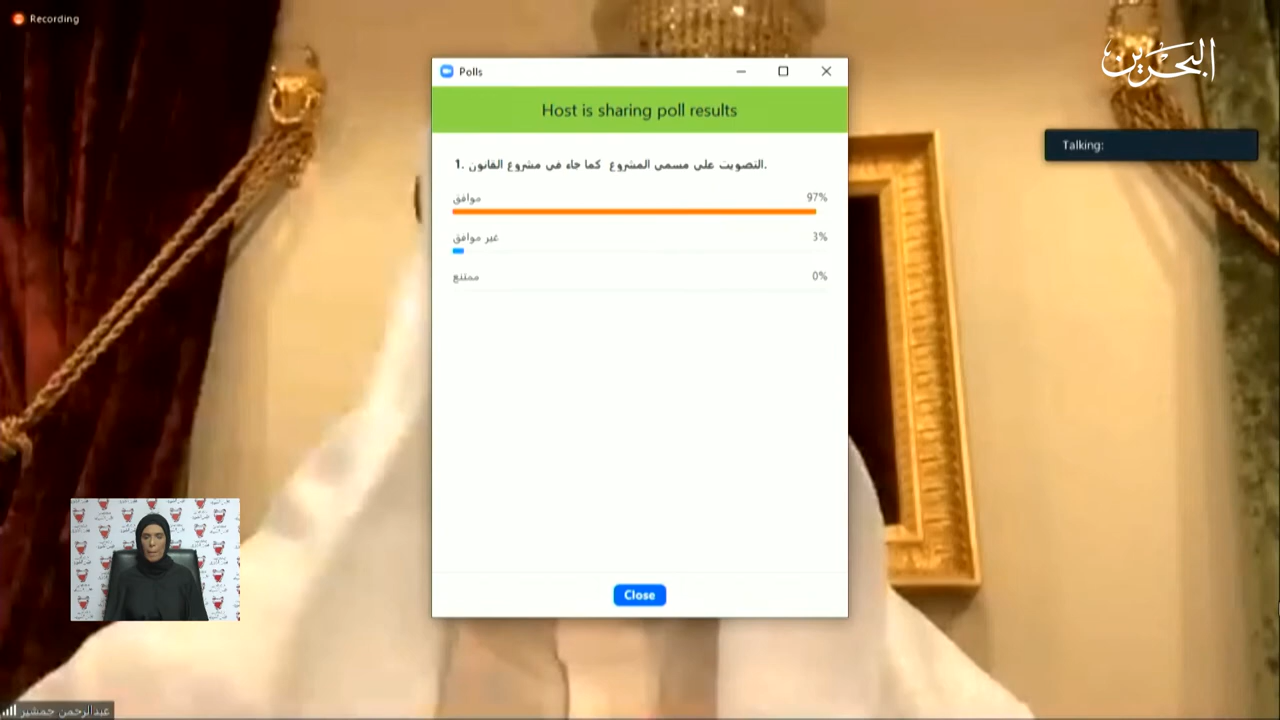 Recording
البحرين
Polls
Host is sharing poll results
Talking:
1. التصويت على مسمى المشروع كما جاء في مشروع القانون.
موافق 97%
غير موافق 3%
ممتنع 0%
Close
عبدالرحمن جمشير